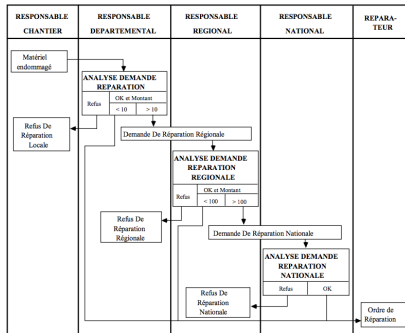 RESPONSABLE RESPONSABLE RESPONSABLE RESPONSABLE REPARA-
CHANTIER DEPARTEMENTAL REGIONAL NATIONAL TEUR
Matériel
endommagé
ANALYSE DEMANDE
REPARATION
Refus
OK et Montant
< 10 > 10
Refus De
Réparation
Locale
Demande De Réparation Régionale
ANALYSE DEMANDE
REPARATION
REGIONALE
Refus
OK et Montant
< 100 > 100
Refus De
Réparation
Régionale
Demande De Réparation Nationale
ANALYSE DEMANDE
REPARATION
NATIONALE
Refus OK
Refus De
Réparation
Nationale
Ordre de
Réparation